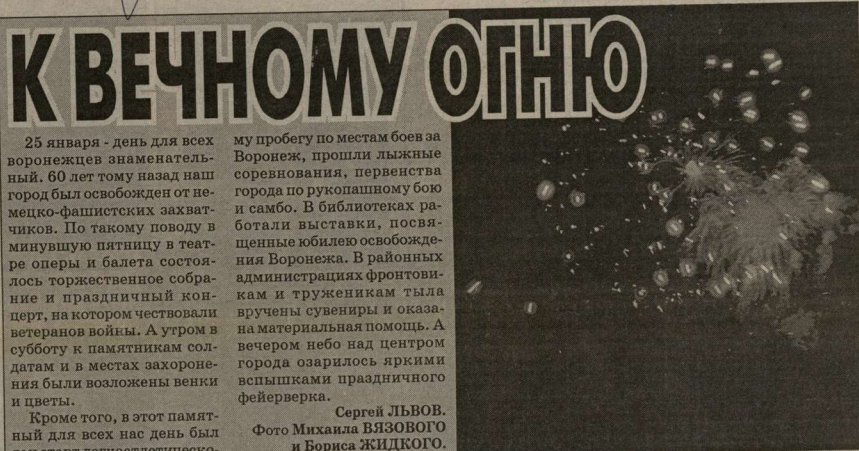 К ВЕЧНОМУ ОГНЮ
25 января - день для всех
воронежцев знаменатель-
ный. 60 лет тому назад наш
город был освобожден от не-
мецко-фашистских захват-
чиков. По такому поводу в
минувшую пятницу в теат-
ре оперы и балета состоя-
лось торжественное собра-
ние и праздничный кон-
церт, на котором чествовали
ветеранов войны. А утром в
субботу к памятникам сол-
датам и в местах захороне-
ния были возложены венки
и цветы.
Кроме того, в этот памят-
ный для всех нас день был
дан старт легкоатлетическо-
му пробегу по местам боев за
Воронеж, прошли лыжные
соревнования, первенства
города по рукопашному бою
и самбо. В библиотеках ра-
ботали выставки, посвя-
щенные юбилею освобожде-
ния Воронежа. В районных
администрациях фронтови-
кам и труженикам тыла
вручены сувениры и оказа-
на материальная помощь. А
вечером небо над центром
города озарилось яркими
вспышками праздничного
фейерверка.
Сергей ЛЬВОВ.
Фото Михаила ВЯЗОВОГО
и Бориса ЖИДКОГО.